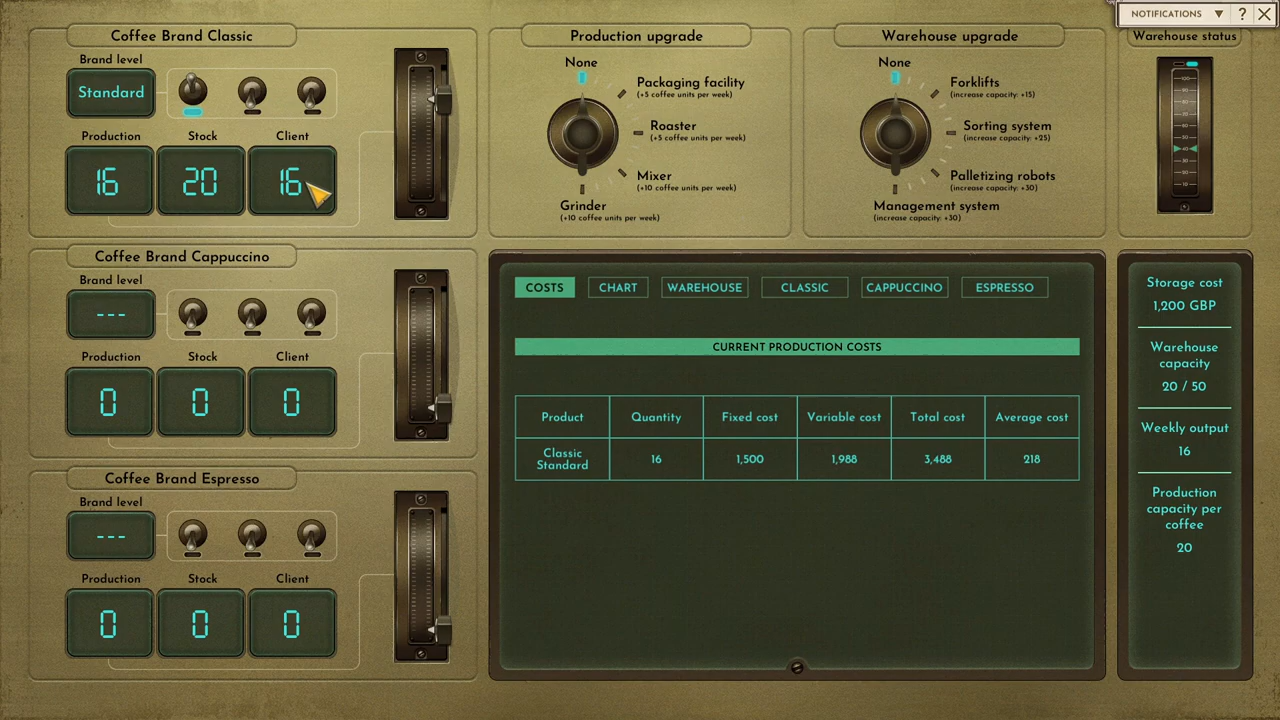 NOTIFICATIONS ▼ ? X
Coffee Brand Classic
Brand level
Standard
Production Stock Client
16 20 16
Production upgrade
None
Packaging facility
(+5 coffee units per week)
Roaster
(+5 coffee units per week)
Mixer
(+10 coffee units per week)
Grinder
(+10 coffee units per week)
Warehouse upgrade
None
Forklifts
(increase capacity: +15)
Sorting system
(increase capacity: +25)
Palletizing robots
(increase capacity: +30)
Management system
(increase capacity: +30)
Warehouse status
Coffee Brand Cappuccino
Brand level
---
Production Stock Client
0 0 0
Coffee Brand Espresso
Brand level
---
Production Stock Client
0 0 0
COSTS CHART WAREHOUSE CLASSIC CAPPUCCINO ESPRESSO
CURRENT PRODUCTION COSTS
Product Quantity Fixed cost Variable cost Total cost Average cost
Classic
Standard 16 1,500 1,988 3,488 218
Storage cost
1,200 GBP
Warehouse
capacity
20 / 50
Weekly output
16
Production
capacity per
coffee
20